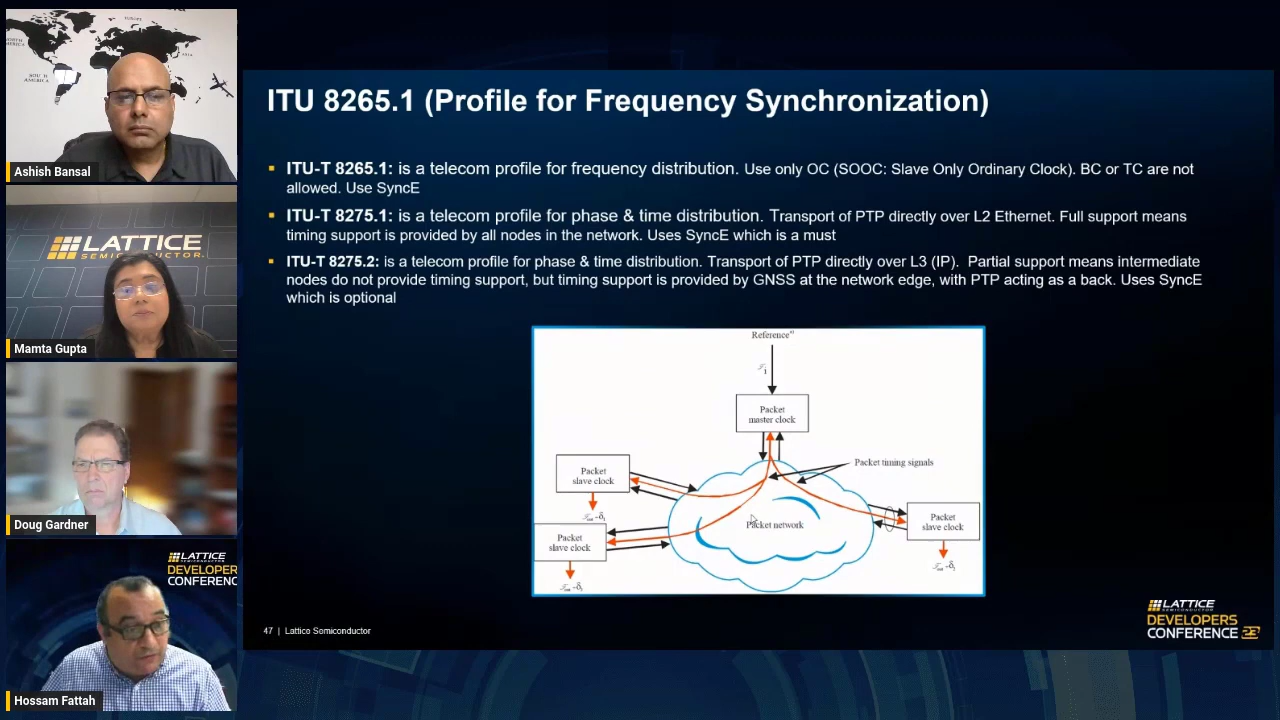 ITU 8265.1 (Profile for Frequency Synchronization)
ITU-T 8265.1: is a telecom profile for frequency distribution. Use only OC (SOOC: Slave Only Ordinary Clock). BC or TC are not
allowed. Use SyncE
ITU-T 8275.1: is a telecom profile for phase & time distribution. Transport of PTP directly over L2 Ethernet. Full support means
timing support is provided by all nodes in the network. Uses SyncE which is a must
ITU-T 8275.2: is a telecom profile for phase & time distribution. Transport of PTP directly over L3 (IP). Partial support means intermediate
nodes do not provide timing support, but timing support is provided by GNSS at the network edge, with PTP acting as a back. Uses SyncE
which is optional
Reference
Packet
master clock
Packet timing signals
Packet
slave clock
Packet
slave clock
Packet
slave clock
Packet network
47 | Lattice Semiconductor
LATTICE
SEMICONDUCTOR
DEVELOPERS
CONFERENCE 23
Ashish Bansal
LATTICE
SEMICONDUCTOR
Mamta Gupta
Doug Gardner
LATTICE
DEVELOPERS
CONFERENCE
Hossam Fattah